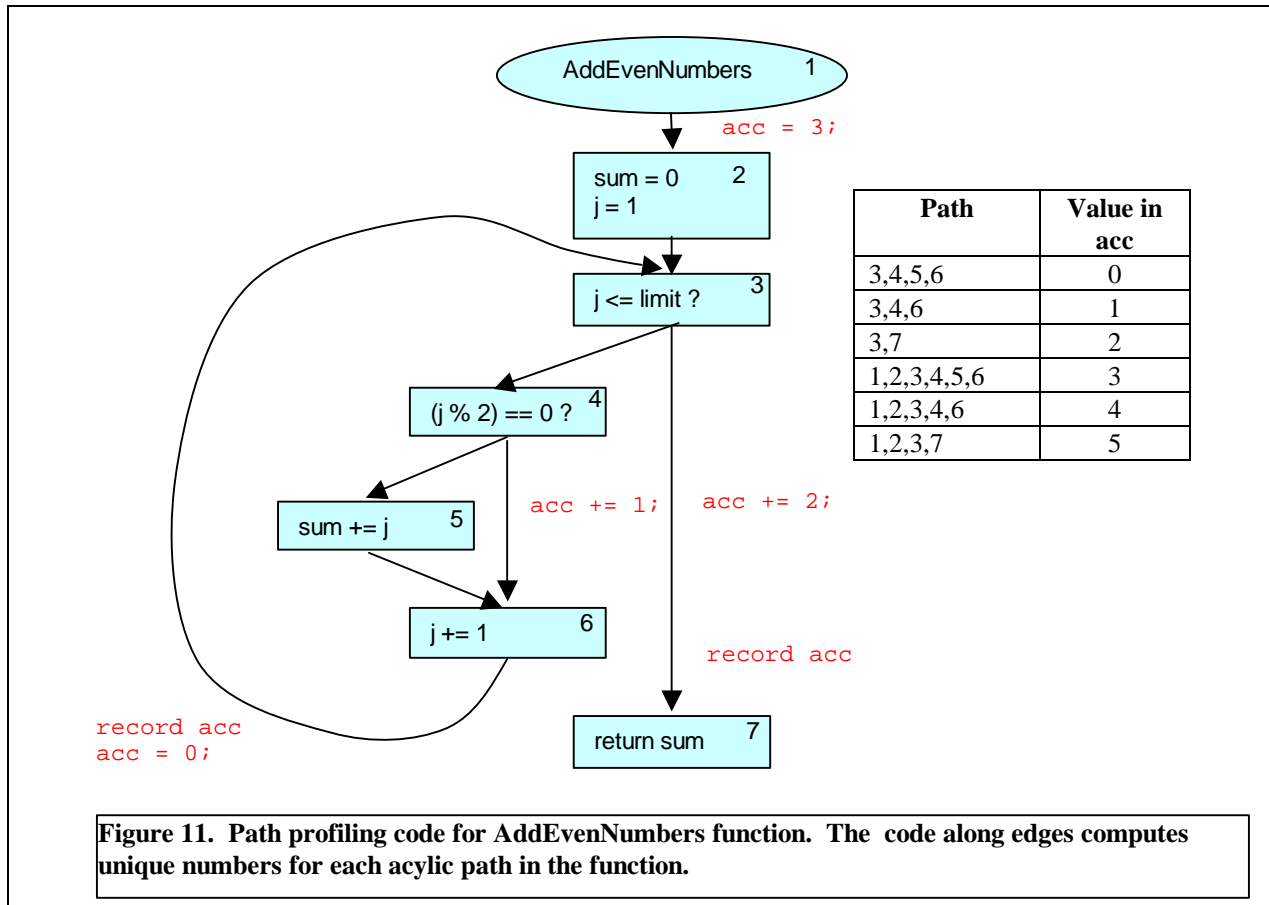 AddEvenNumbers 1
acc = 3;
sum = 0 2
j = 1
j <= limit ? 3
(j % 2) == 0 ? 4
acc += 1;
acc += 2;
sum += j 5
j += 1 6
record acc
record acc
acc = 0;
return sum 7
Path Value in acc
3,4,5,6 0
3,4,6 1
3,7 2
1,2,3,4,5,6 3
1,2,3,4,6 4
1,2,3,7 5
Figure 11. Path profiling code for AddEvenNumbers function. The code along edges computes
unique numbers for each acylic path in the function.